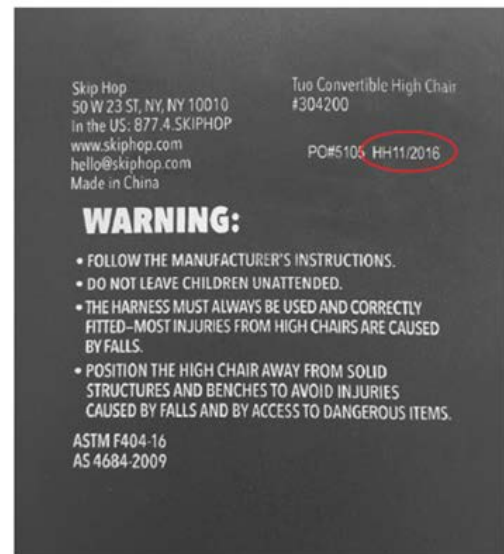 Skip Hop
50 W 23 ST, NY, NY 10010
In the US: 877.4.SKIPHOP
www.skiphop.com
hello@skiphop.com
Made in China
Tuo Convertible High Chair
#304200
PO#5105 HH11/2016
WARNING:
• FOLLOW THE MANUFACTURER'S INSTRUCTIONS.
• DO NOT LEAVE CHILDREN UNATTENDED.
• THE HARNESS MUST ALWAYS BE USED AND CORRECTLY
FITTED–MOST INJURIES FROM HIGH CHAIRS ARE CAUSED
BY FALLS.
• POSITION THE HIGH CHAIR AWAY FROM SOLID
STRUCTURES AND BENCHES TO AVOID INJURIES
CAUSED BY FALLS AND BY ACCESS TO DANGEROUS ITEMS.
ASTM F404-16
AS 4684-2009